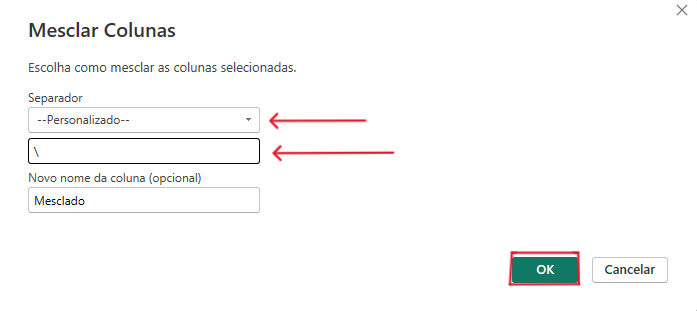 Mesclar Colunas
Escolha como mesclar as colunas selecionadas.
Separador
--Personalizado--
\
Novo nome da coluna (opcional)
Mesclado
OK Cancelar